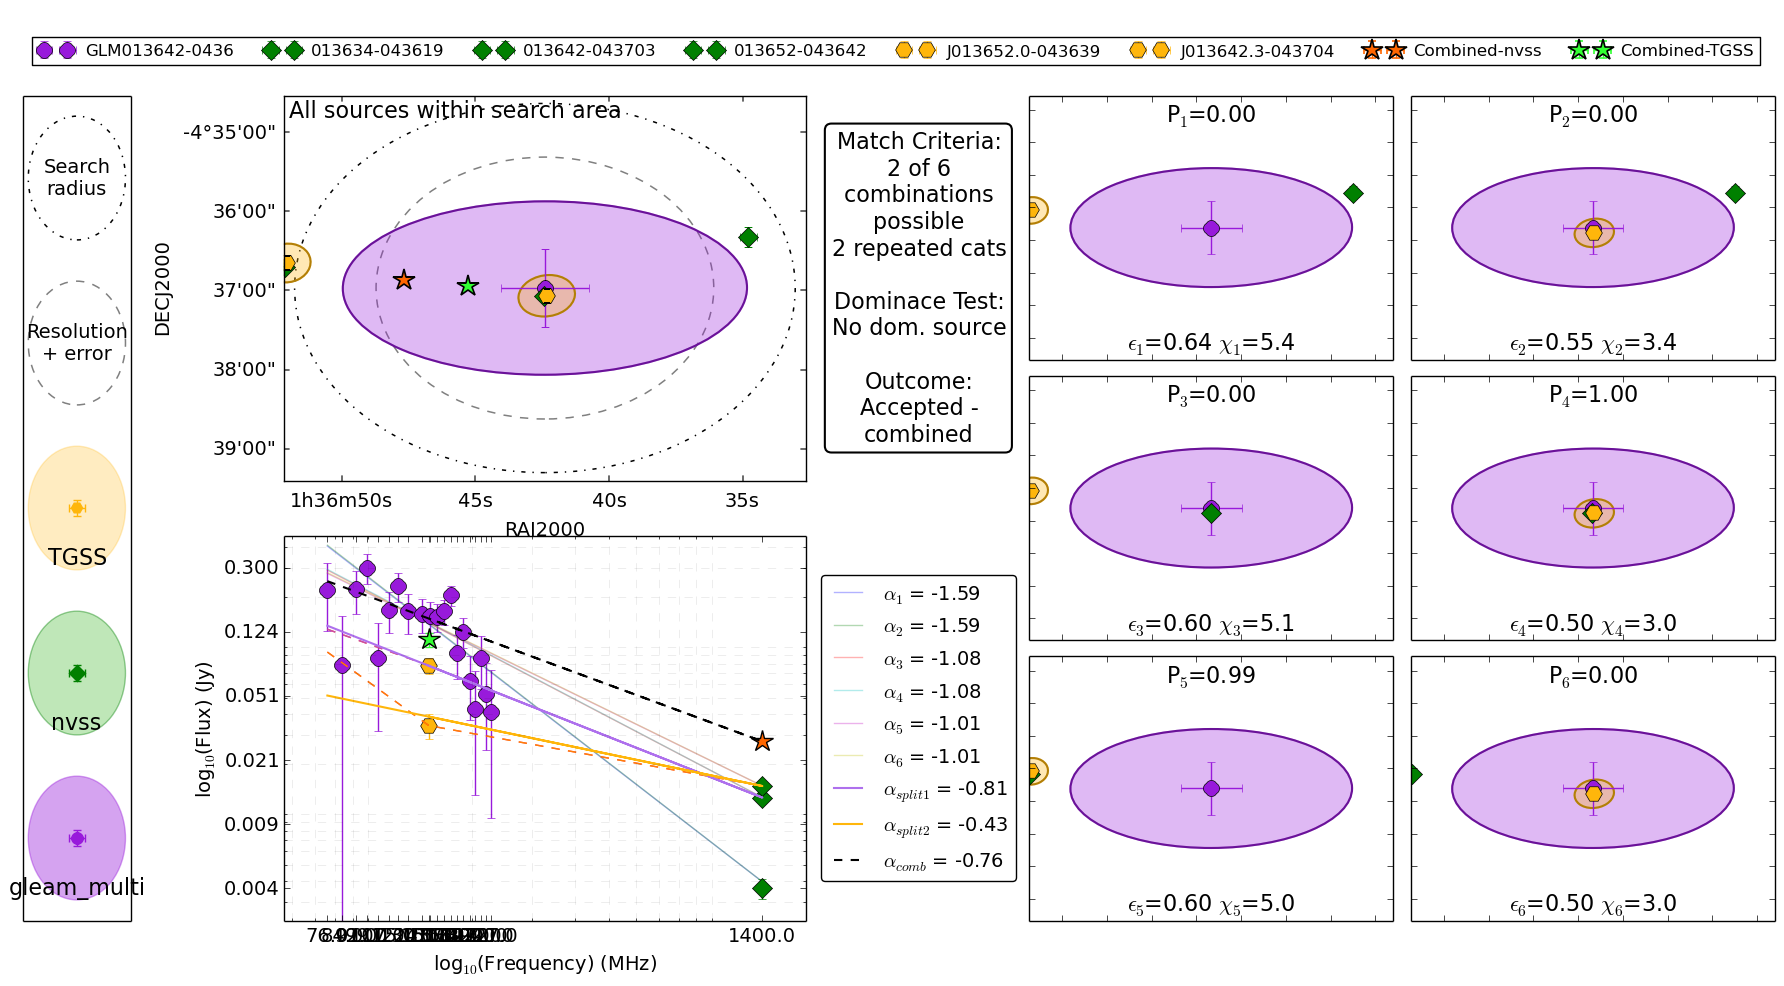 GLM013642-0436 013634-043619 013642-043703 013652-043642 J013652.0-043639 J013642.3-043704 Combined-nvss Combined-TGSS
Search
radius
Resolution
+ error
TGSS
nvss
gleam_multi
All sources within search area
-4°35'00"
36'00"
37'00"
38'00"
39'00"
DECJ2000
1h36m50s 45s 40s 35s
RAJ2000
Match Criteria:
2 of 6
combinations
possible
2 repeated cats
Dominace Test:
No dom. source
Outcome:
Accepted -
combined
0.300
0.124
0.051
0.021
0.009
0.004
log10(Flux) (Jy)
1400.0
log10(Frequency) (MHz)
α1 = -1.59
α2 = -1.59
α3 = -1.08
α4 = -1.08
α5 = -1.01
α6 = -1.01
αsplit1 = -0.81
αsplit2 = -0.43
αcomb = -0.76
P1=0.00
ϵ1=0.64 χ1=5.4
P2=0.00
ϵ2=0.55 χ2=3.4
P3=0.00
ϵ3=0.60 χ3=5.1
P4=1.00
ϵ4=0.50 χ4=3.0
P5=0.99
ϵ5=0.60 χ5=5.0
P6=0.00
ϵ6=0.50 χ6=3.0